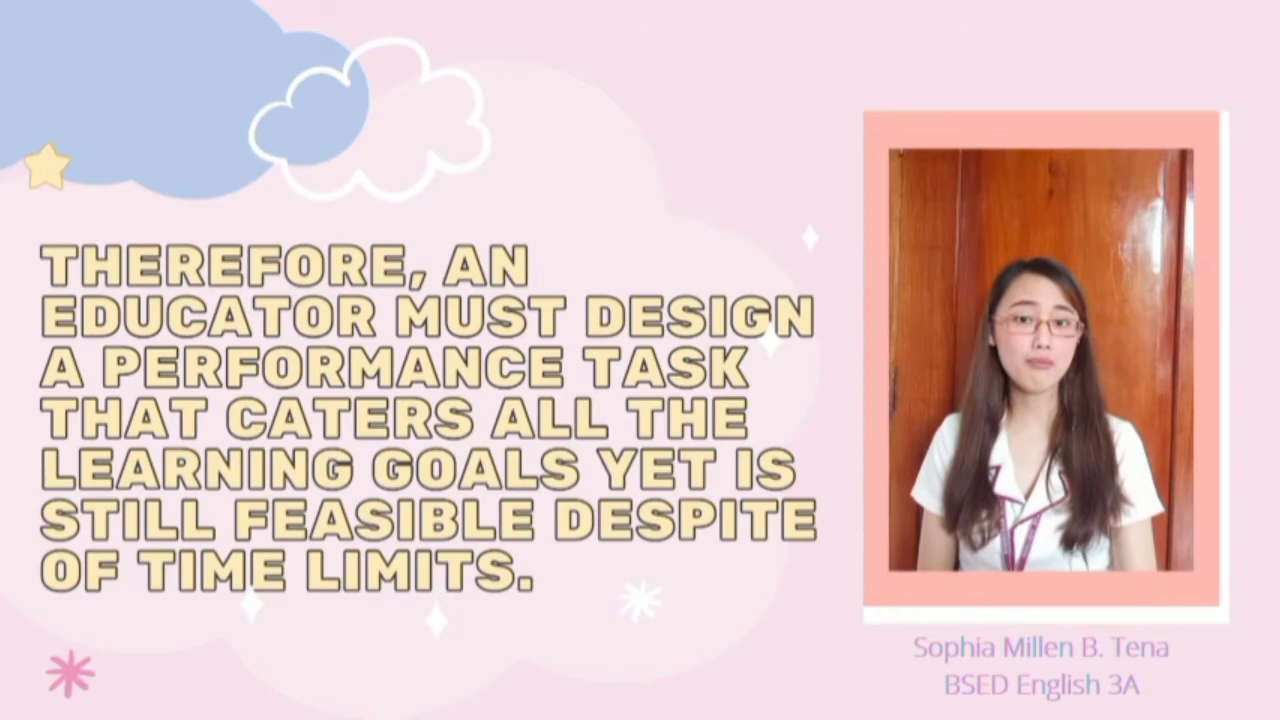 THEREFORE, AN
EDUCATOR MUST DESIGN
A PERFORMANCE TASK
THAT CATERS ALL THE
LEARNING GOALS YET IS
STILL FEASIBLE DESPITE
OF TIME LIMITS.
Sophia Millen B. Tena
BSED English 3A